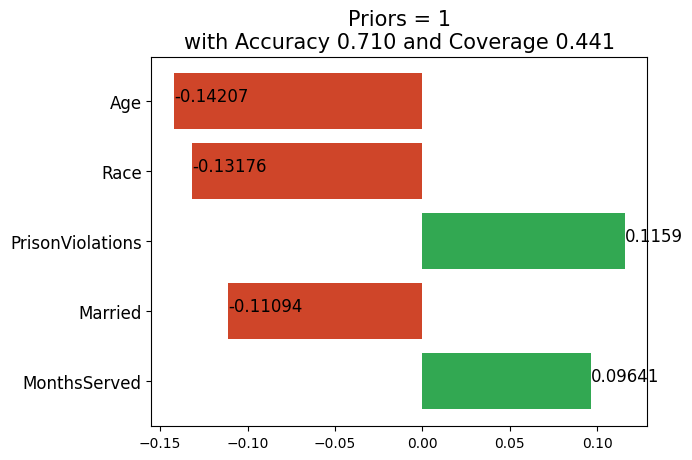 Priors = 1
with Accuracy 0.710 and Coverage 0.441
Age
-0.14207
Race
-0.13176
PrisonViolations
0.1159
Married
-0.11094
MonthsServed
0.09641
−0.15 −0.10 −0.05 0.00 0.05 0.10